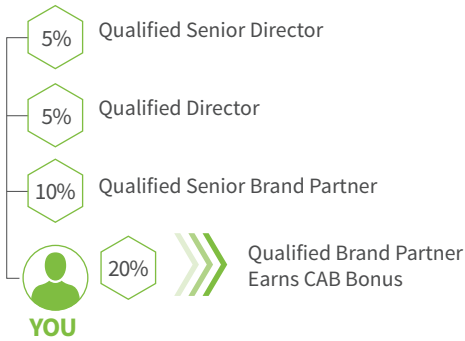 5% Qualified Senior Director
5% Qualified Director
10% Qualified Senior Brand Partner
20% Qualified Brand Partner
Earns CAB Bonus
YOU